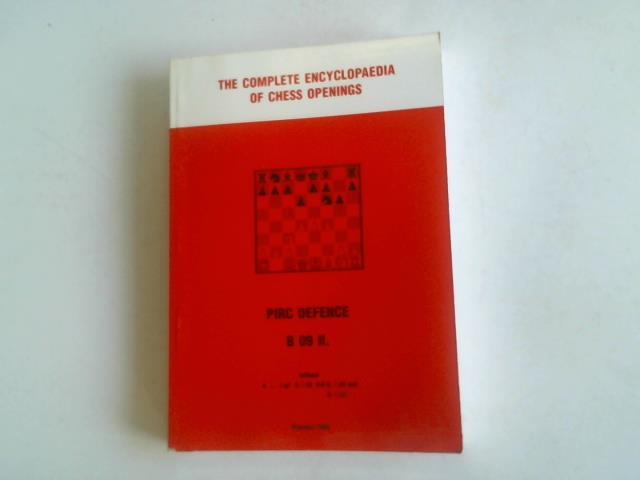 THE COMPLETE ENCYCLOPAEDIA
OF CHESS OPENINGS
PIRC DEFENCE
B 09 II.